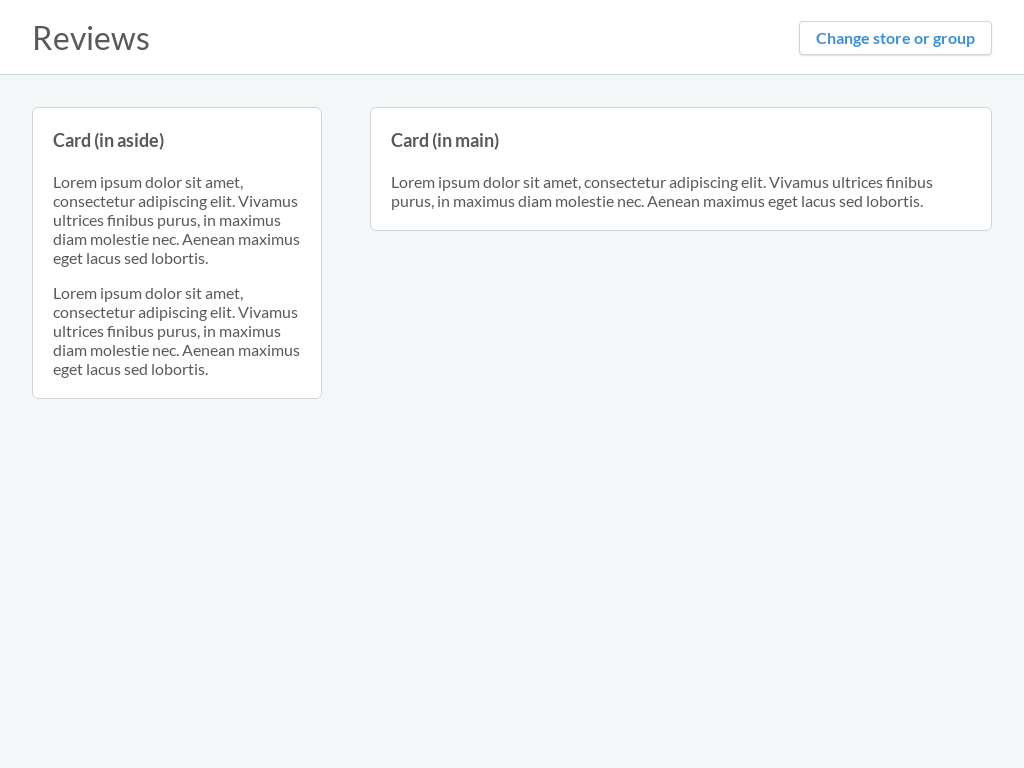 Reviews
Change store or group
Card (in aside)
Lorem ipsum dolor sit amet,
consectetur adipiscing elit. Vivamus
ultrices finibus purus, in maximus
diam molestie nec. Aenean maximus
eget lacus sed lobortis.
Lorem ipsum dolor sit amet,
consectetur adipiscing elit. Vivamus
ultrices finibus purus, in maximus
diam molestie nec. Aenean maximus
eget lacus sed lobortis.
Card (in main)
Lorem ipsum dolor sit amet, consectetur adipiscing elit. Vivamus ultrices finibus
purus, in maximus diam molestie nec. Aenean maximus eget lacus sed lobortis.